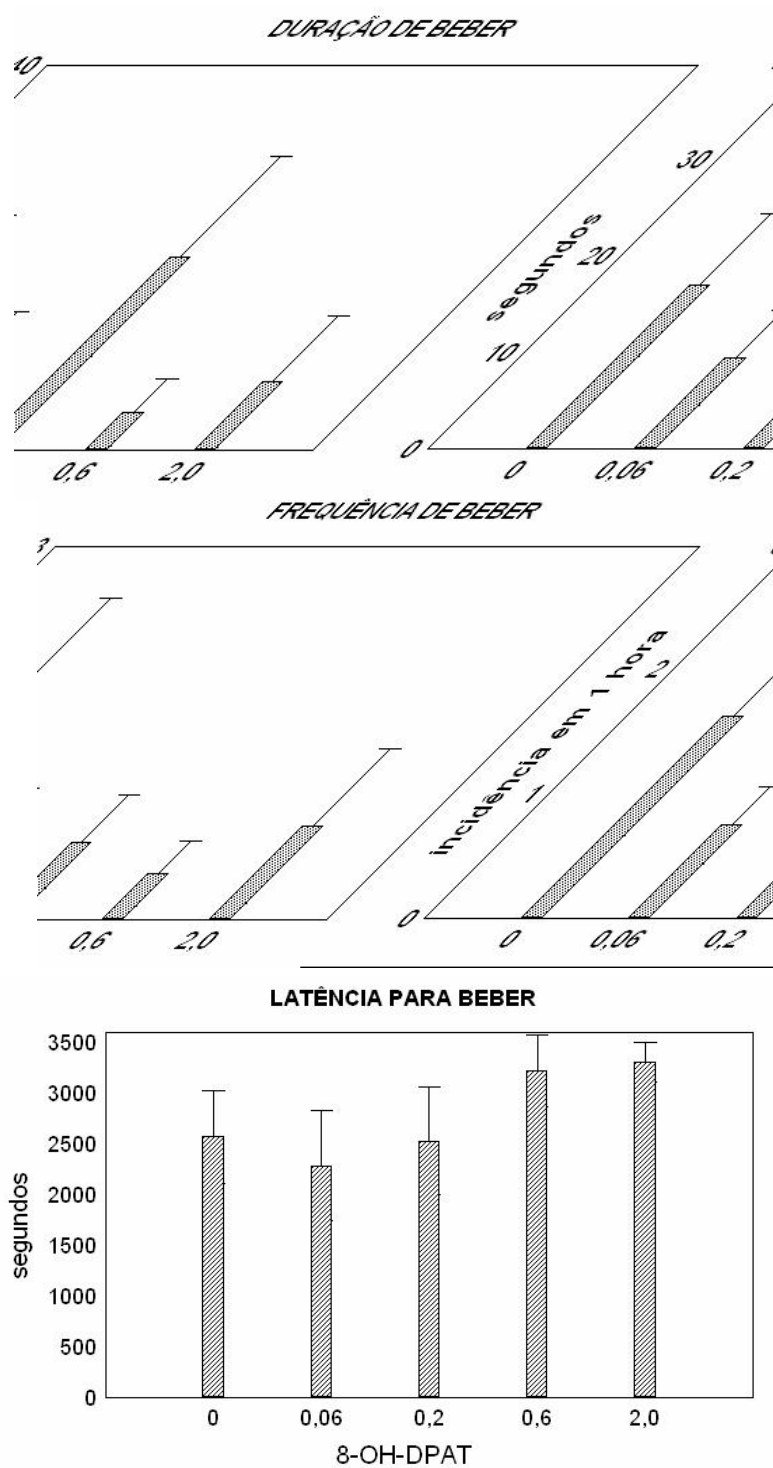 DURAÇÃO DE BEBER
40
30
segundos
20
10
0
0,6 2,0 0 0,06 0,2
FREQUÊNCIA DE BEBER
3
incidência em 1 hora
2
1
0
0,6 2,0 0 0,06 0,2
LATÊNCIA PARA BEBER
3500
3000
2500
2000
1500
1000
500
0
segundos
0 0,06 0,2 0,6 2,0
8-OH-DPAT